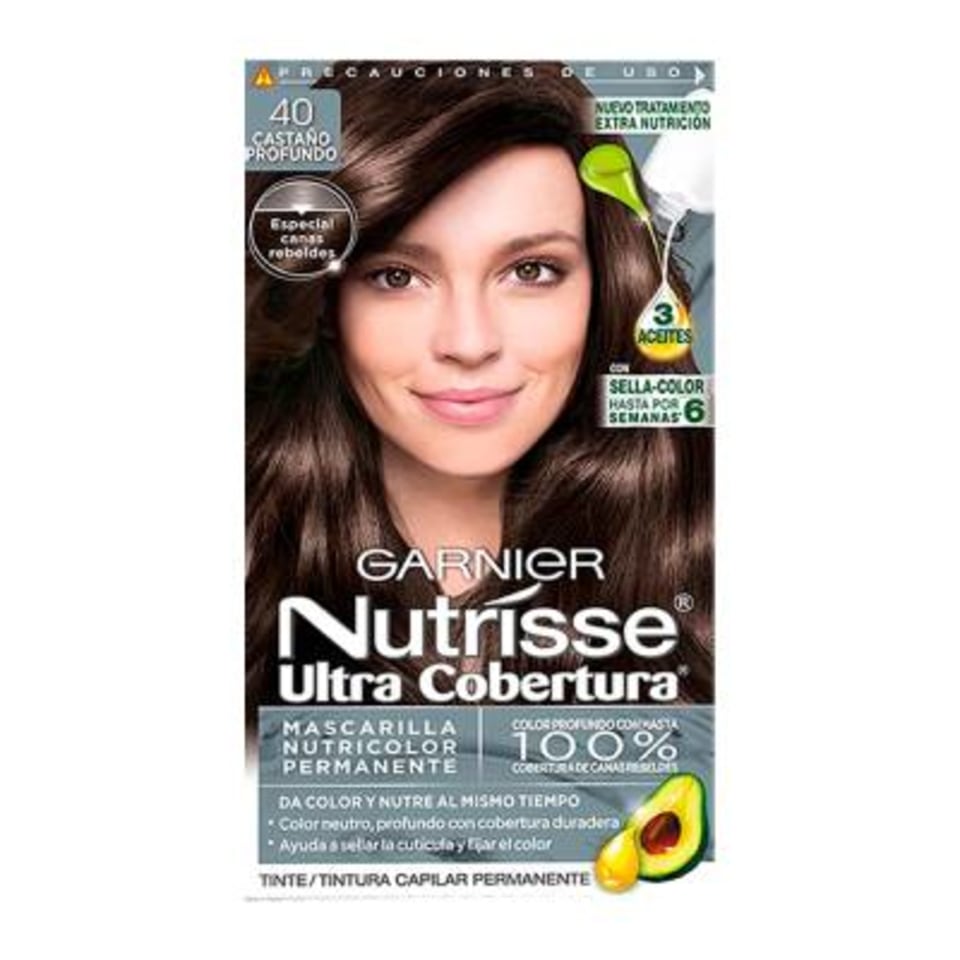 PRECAUCIONES DE USO
40
CASTAÑO
PROFUNDO
Especial
canas
rebeldes
NUEVO TRATAMIENTO
EXTRA NUTRICIÓN
3
ACEITES
CON
SELLA-COLOR
HASTA POR
SEMANAS* 6
GARNIER
Nutrisse®
Ultra Cobertura®
MASCARILLA
NUTRICOLOR
PERMANENTE
COLOR PROFUNDO CON HASTA
100%
COBERTURA DE CANAS REBELDES
DA COLOR Y NUTRE AL MISMO TIEMPO
• Color neutro, profundo con cobertura duradera
• Ayuda a sellar la cutícula y fijar el color
TINTE/TINTURA CAPILAR PERMANENTE